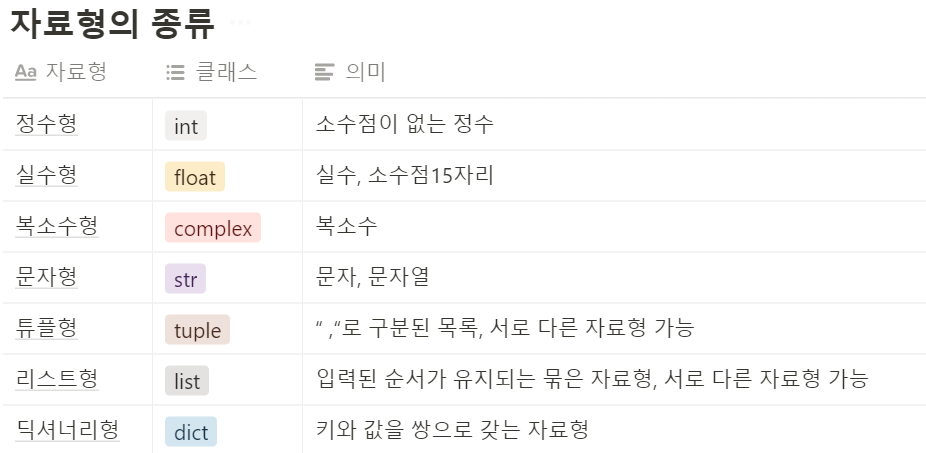 자료형의 종류
Aa 자료형 클래스 의미
정수형 int 소수점이 없는 정수
실수형 float 실수, 소수점15자리
복소수형 complex 복소수
문자형 str 문자, 문자열
튜플형 tuple “ ,“로 구분된 목록, 서로 다른 자료형 가능
리스트형 list 입력된 순서가 유지되는 묶은 자료형, 서로 다른 자료형 가능
딕셔너리형 dict 키와 값을 쌍으로 갖는 자료형